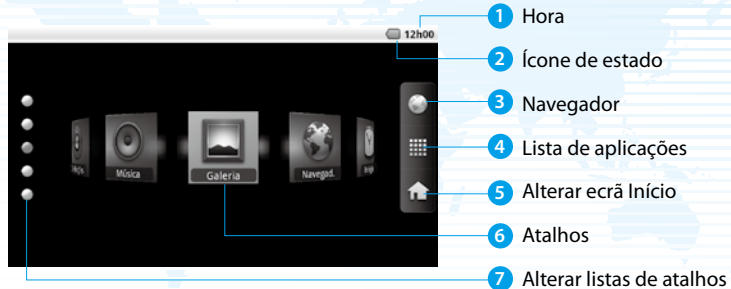 1 Hora
12h00
2 Ícone de estado
3 Navegador
4 Lista de aplicações
Música
Galeria
Navegad.
5 Alterar ecrã Início
6 Atalhos
7 Alterar listas de atalhos